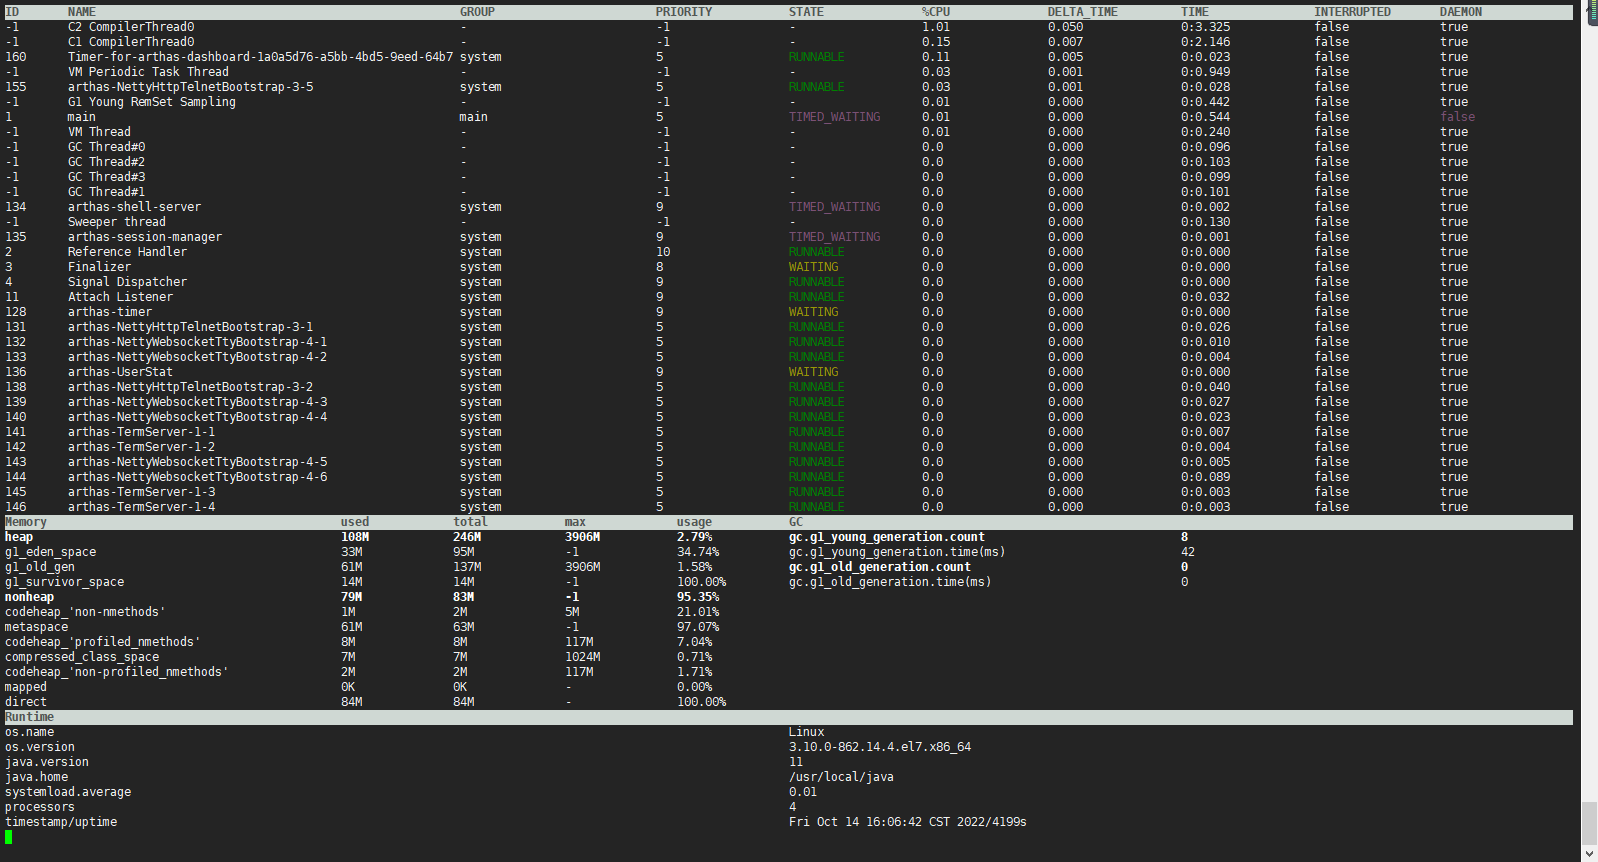 ID NAME GROUP PRIORITY STATE %CPU DELTA_TIME TIME INTERRUPTED DAEMON
-1 C2 CompilerThread0 - -1 - 1.01 0.050 0:3.325 false true
-1 C1 CompilerThread0 - -1 - 0.15 0.007 0:2.146 false true
160 Timer-for-arthas-dashboard-1a0a5d76-a5bb-4bd5-9eed-64b7 system 5 RUNNABLE 0.11 0.005 0:0.023 false true
-1 VM Periodic Task Thread - -1 - 0.03 0.001 0:0.949 false true
155 arthas-NettyHttpTelnetBootstrap-3-5 system 5 RUNNABLE 0.03 0.001 0:0.028 false true
-1 G1 Young RemSet Sampling - -1 - 0.01 0.000 0:0.442 false true
1 main main 5 TIMED_WAITING 0.01 0.000 0:0.544 false false
-1 VM Thread - -1 - 0.01 0.000 0:0.240 false true
-1 GC Thread#0 - -1 - 0.0 0.000 0:0.096 false true
-1 GC Thread#2 - -1 - 0.0 0.000 0:0.103 false true
-1 GC Thread#3 - -1 - 0.0 0.000 0:0.099 false true
-1 GC Thread#1 - -1 - 0.0 0.000 0:0.101 false true
134 arthas-shell-server system 9 TIMED_WAITING 0.0 0.000 0:0.002 false true
-1 Sweeper thread - -1 - 0.0 0.000 0:0.130 false true
135 arthas-session-manager system 9 TIMED_WAITING 0.0 0.000 0:0.001 false true
2 Reference Handler system 10 RUNNABLE 0.0 0.000 0:0.000 false true
3 Finalizer system 8 WAITING 0.0 0.000 0:0.000 false true
4 Signal Dispatcher system 9 RUNNABLE 0.0 0.000 0:0.000 false true
11 Attach Listener system 9 RUNNABLE 0.0 0.000 0:0.032 false true
128 arthas-timer system 9 WAITING 0.0 0.000 0:0.000 false true
131 arthas-NettyHttpTelnetBootstrap-3-1 system 5 RUNNABLE 0.0 0.000 0:0.026 false true
132 arthas-NettyWebsocketTtyBootstrap-4-1 system 5 RUNNABLE 0.0 0.000 0:0.010 false true
133 arthas-NettyWebsocketTtyBootstrap-4-2 system 5 RUNNABLE 0.0 0.000 0:0.004 false true
136 arthas-UserStat system 9 WAITING 0.0 0.000 0:0.000 false true
138 arthas-NettyHttpTelnetBootstrap-3-2 system 5 RUNNABLE 0.0 0.000 0:0.040 false true
139 arthas-NettyWebsocketTtyBootstrap-4-3 system 5 RUNNABLE 0.0 0.000 0:0.027 false true
140 arthas-NettyWebsocketTtyBootstrap-4-4 system 5 RUNNABLE 0.0 0.000 0:0.023 false true
141 arthas-TermServer-1-1 system 5 RUNNABLE 0.0 0.000 0:0.007 false true
142 arthas-TermServer-1-2 system 5 RUNNABLE 0.0 0.000 0:0.004 false true
143 arthas-NettyWebsocketTtyBootstrap-4-5 system 5 RUNNABLE 0.0 0.000 0:0.005 false true
144 arthas-NettyWebsocketTtyBootstrap-4-6 system 5 RUNNABLE 0.0 0.000 0:0.089 false true
145 arthas-TermServer-1-3 system 5 RUNNABLE 0.0 0.000 0:0.003 false true
146 arthas-TermServer-1-4 system 5 RUNNABLE 0.0 0.000 0:0.003 false true
Memory used total max usage GC
heap 108M 246M 3906M 2.79% gc.g1_young_generation.count 8
g1_eden_space 33M 95M -1 34.74% gc.g1_young_generation.time(ms) 42
g1_old_gen 61M 137M 3906M 1.58% gc.g1_old_generation.count 0
g1_survivor_space 14M 14M -1 100.00% gc.g1_old_generation.time(ms) 0
nonheap 79M 83M -1 95.35%
codeheap_'non-nmethods' 1M 2M 5M 21.01%
metaspace 61M 63M -1 97.07%
codeheap_'profiled_nmethods' 8M 8M 117M 7.04%
compressed_class_space 7M 7M 1024M 0.71%
codeheap_'non-profiled_nmethods' 2M 2M 117M 1.71%
mapped 0K 0K - 0.00%
direct 84M 84M - 100.00%
Runtime
os.name Linux
os.version 3.10.0-862.14.4.el7.x86_64
java.version 11
java.home /usr/local/java
systemload.average 0.01
processors 4
timestamp/uptime Fri Oct 14 16:06:42 CST 2022/4199s